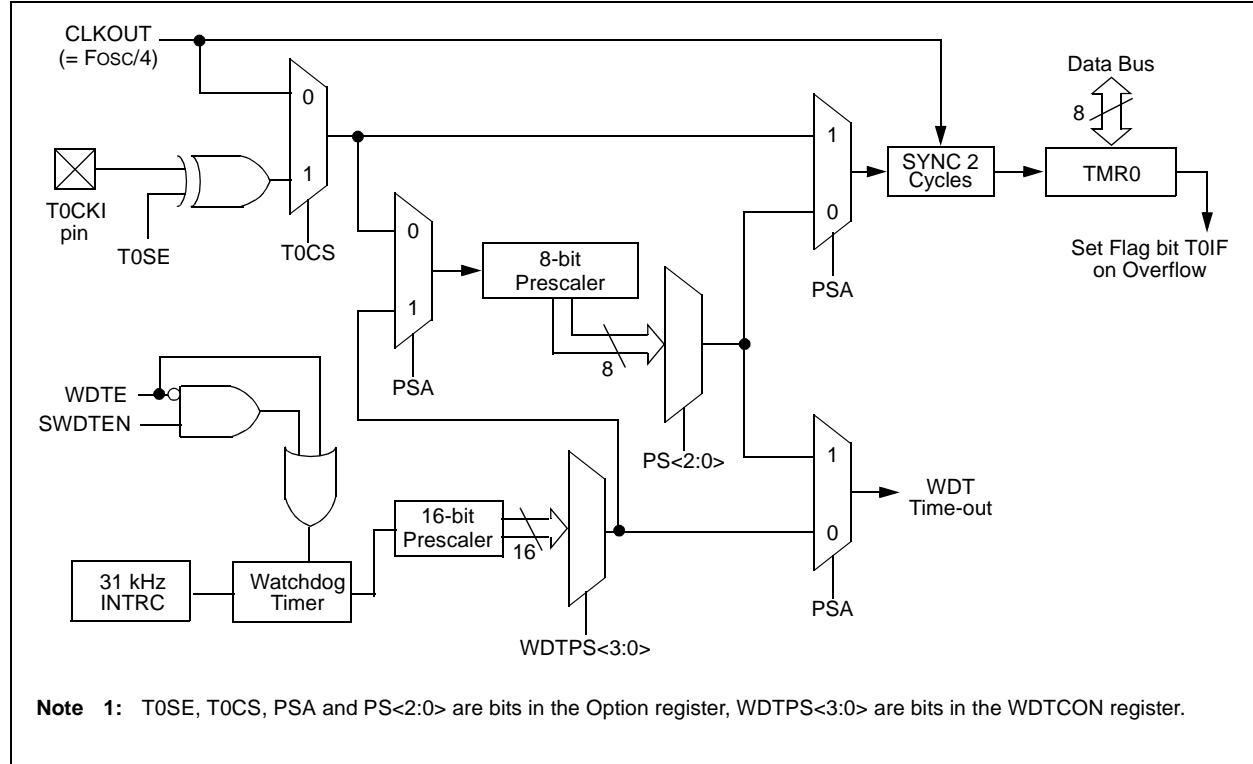 CLKOUT
(= FOSC/4)
Data Bus
0
8
1
SYNC 2
Cycles
TMR0
1
T0CKI
pin
T0SE
T0CS
0
0
8-bit
Prescaler
Set Flag bit T0IF
on Overflow
PSA
1
8
WDTE
PSA
SWDTEN
PS<2:0>
1
WDT
Time-out
16-bit
Prescaler
16
0
31 kHz
INTRC
Watchdog
Timer
PSA
WDTPS<3:0>
Note 1: T0SE, T0CS, PSA and PS<2:0> are bits in the Option register, WDTPS<3:0> are bits in the WDTCON register.